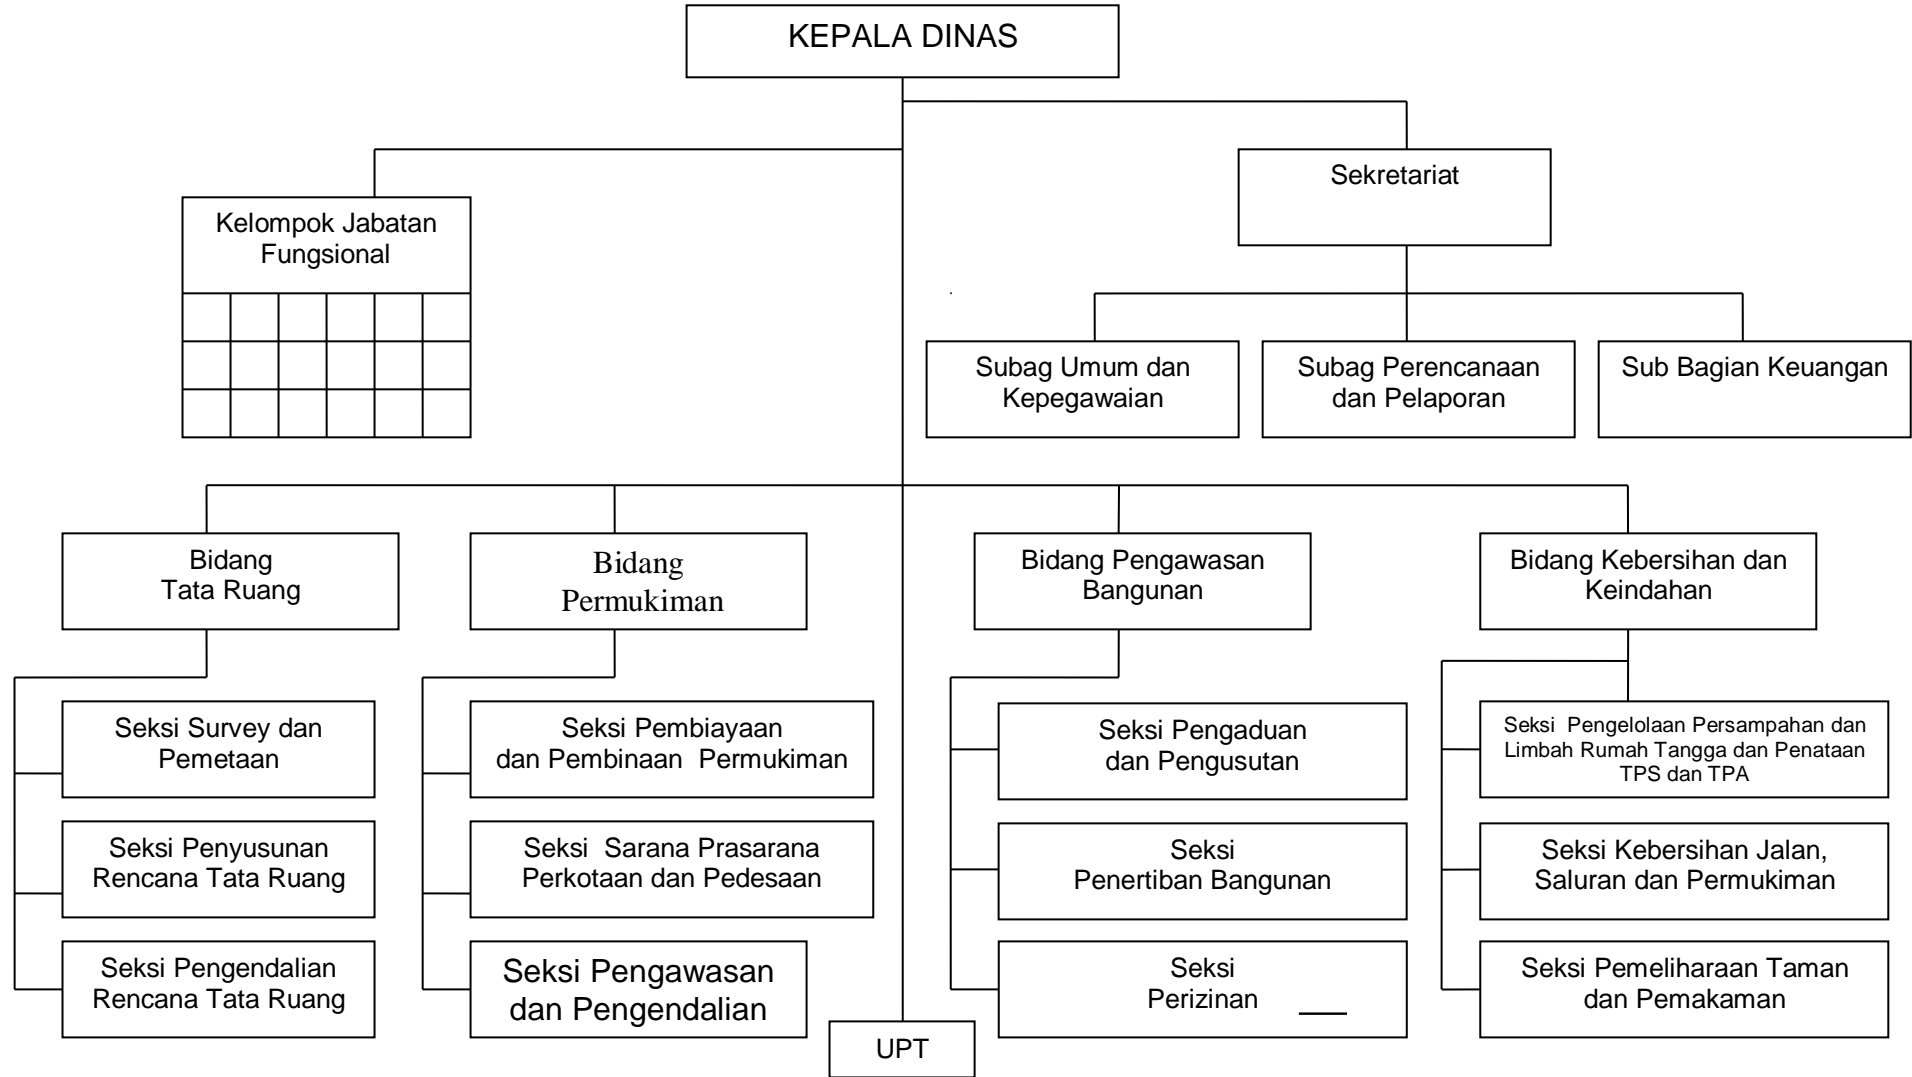 KEPALA DINAS
Sekretariat
Kelompok Jabatan
Fungsional
Subag Umum dan
Kepegawaian
Subag Perencanaan
dan Pelaporan
Sub Bagian Keuangan
Bidang
Tata Ruang
Bidang
Permukiman
Bidang Pengawasan
Bangunan
Bidang Kebersihan dan
Keindahan
Seksi Survey dan
Pemetaan
Seksi Penyusunan
Rencana Tata Ruang
Seksi Pengendalian
Rencana Tata Ruang
Seksi Pembiayaan
dan Pembinaan Permukiman
Seksi Sarana Prasarana
Perkotaan dan Pedesaan
Seksi Pengawasan
dan Pengendalian
Seksi Pengaduan
dan Pengusutan
Seksi
Penertiban Bangunan
Seksi
Perizinan
Seksi Pengelolaan Persampahan dan
Limbah Rumah Tangga dan Penataan
TPS dan TPA
Seksi Kebersihan Jalan,
Saluran dan Permukiman
Seksi Pemeliharaan Taman
dan Pemakaman
UPT